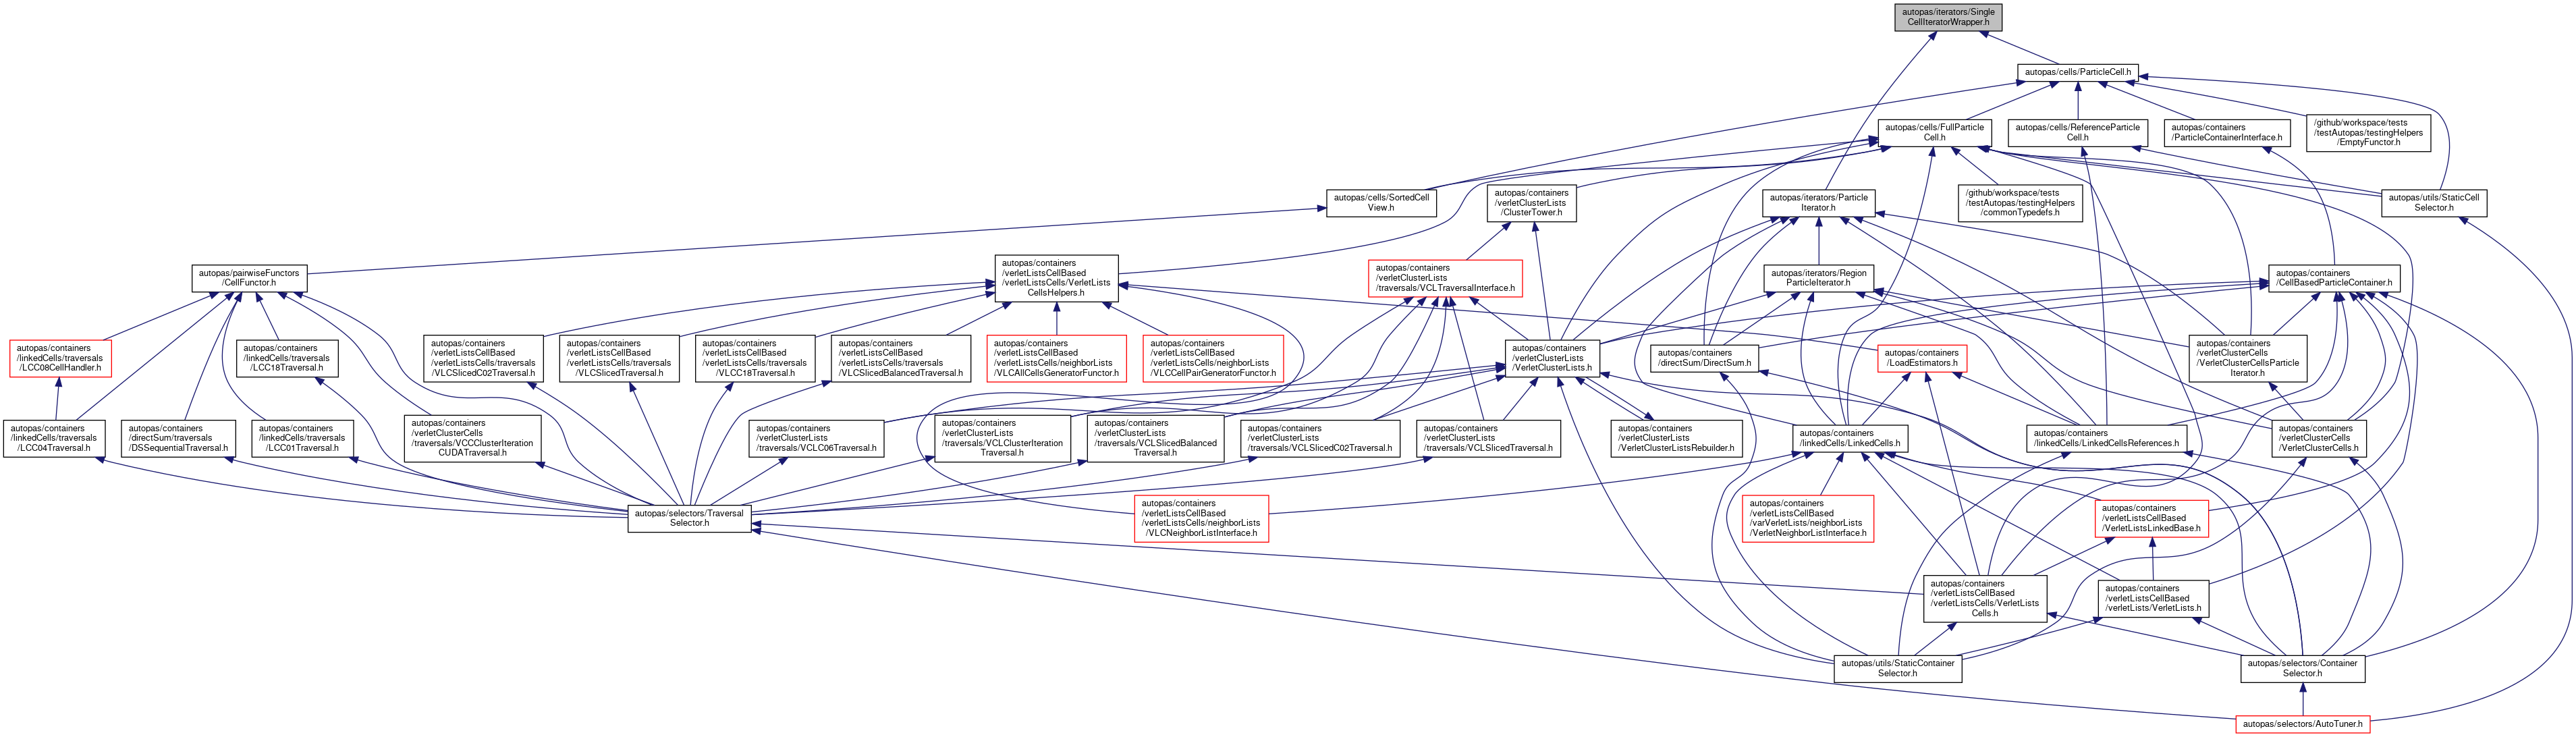 autopas/iterators/Single
CellIteratorWrapper.h
autopas/cells/ParticleCell.h
autopas/cells/FullParticle
Cell.h
autopas/cells/ReferenceParticle
Cell.h
autopas/containers
/ParticleContainerInterface.h
/github/workspace/tests
/testAutopas/testingHelpers
/EmptyFunctor.h
autopas/cells/SortedCell
View.h
autopas/containers
/verletClusterLists
/ClusterTower.h
autopas/iterators/Particle
Iterator.h
/github/workspace/tests
/testAutopas/testingHelpers
/commonTypedefs.h
autopas/utils/StaticCell
Selector.h
autopas/pairwiseFunctors
/CellFunctor.h
autopas/containers
/verletListsCellBased
/verletListsCells/VerletLists
CellsHelpers.h
autopas/containers
/verletClusterLists
/traversals/VCLTraversalInterface.h
autopas/iterators/Region
ParticleIterator.h
autopas/containers
/CellBasedParticleContainer.h
autopas/containers
/linkedCells/traversals
/LCC08CellHandler.h
autopas/containers
/linkedCells/traversals
/LCC18Traversal.h
autopas/containers
/verletListsCellBased
/verletListsCells/traversals
/VLCSlicedC02Traversal.h
autopas/containers
/verletListsCellBased
/verletListsCells/traversals
/VLCSlicedTraversal.h
autopas/containers
/verletListsCellBased
/verletListsCells/traversals
/VLCC18Traversal.h
autopas/containers
/verletListsCellBased
/verletListsCells/traversals
/VLCSlicedBalancedTraversal.h
autopas/containers
/verletListsCellBased
/verletListsCells/neighborLists
/VLCAllCellsGeneratorFunctor.h
autopas/containers
/verletListsCellBased
/verletListsCells/neighborLists
/VLCCellPairGeneratorFunctor.h
autopas/containers
/verletClusterLists
/VerletClusterLists.h
autopas/containers
/directSum/DirectSum.h
autopas/containers
/LoadEstimators.h
autopas/containers
/verletClusterCells
/VerletClusterCellsParticle
Iterator.h
autopas/containers
/linkedCells/traversals
/LCC04Traversal.h
autopas/containers
/directSum/traversals
/DSSequentialTraversal.h
autopas/containers
/linkedCells/traversals
/LCC01Traversal.h
autopas/containers
/verletClusterCells
/traversals/VCCClusterIteration
CUDATraversal.h
autopas/containers
/verletClusterLists
/traversals/VCLC06Traversal.h
autopas/containers
/verletClusterLists
/traversals/VCLClusterIteration
Traversal.h
autopas/containers
/verletClusterLists
/traversals/VCLSlicedBalanced
Traversal.h
autopas/containers
/verletClusterLists
/traversals/VCLSlicedC02Traversal.h
autopas/containers
/verletClusterLists
/traversals/VCLSlicedTraversal.h
autopas/containers
/verletClusterLists
/VerletClusterListsRebuilder.h
autopas/containers
/linkedCells/LinkedCells.h
autopas/containers
/linkedCells/LinkedCellsReferences.h
autopas/containers
/verletClusterCells
/VerletClusterCells.h
autopas/selectors/Traversal
Selector.h
autopas/containers
/verletListsCellBased
/verletListsCells/neighborLists
/VLCNeighborListInterface.h
autopas/containers
/verletListsCellBased
/varVerletLists/neighborLists
/VerletNeighborListInterface.h
autopas/containers
/verletListsCellBased
/VerletListsLinkedBase.h
autopas/containers
/verletListsCellBased
/verletListsCells/VerletLists
Cells.h
autopas/containers
/verletListsCellBased
/verletLists/VerletLists.h
autopas/utils/StaticContainer
Selector.h
autopas/selectors/Container
Selector.h
autopas/selectors/AutoTuner.h